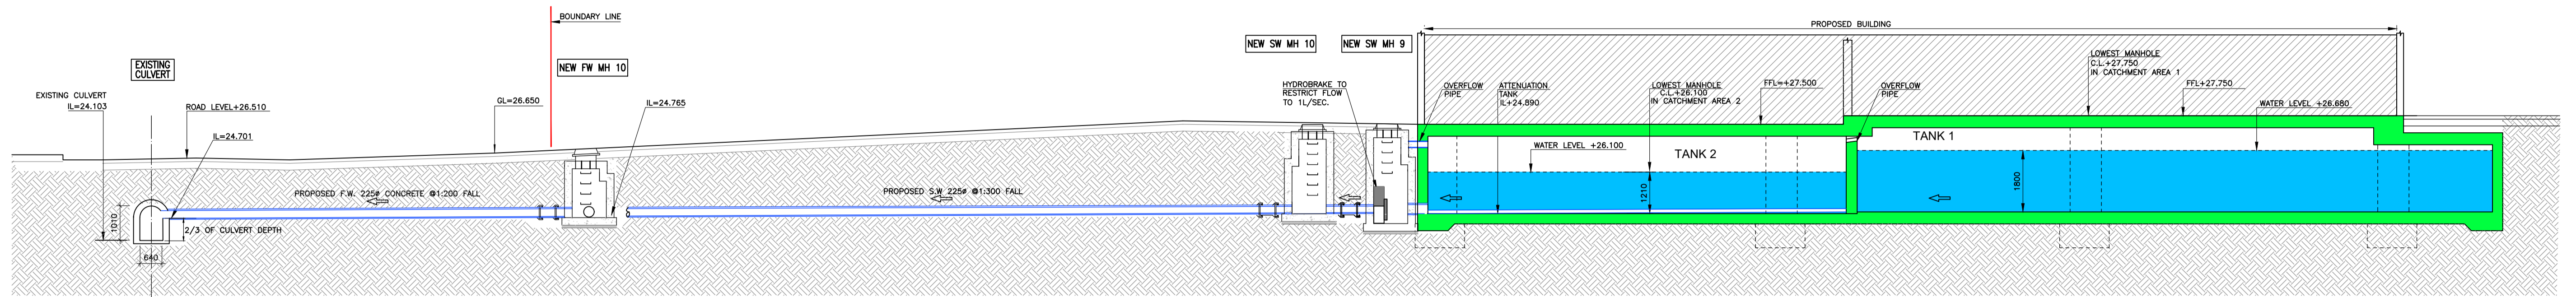 BOUNDARY LINE
PROPOSED BUILDING
EXISTING
CULVERT
NEW FW MH 10
NEW SW MH 10
NEW SW MH 9
EXISTING CULVERT
IL=24.103
ROAD LEVEL+26.510
IL=24.701
GL=26.650
IL=24.765
HYDROBRAKE TO
RESTRICT FLOW
TO 1L/SEC.
OVERFLOW
PIPE
ATTENUATION
TANK
IL+24.890
LOWEST MANHOLE
C.L.+26.100
IN CATCHMENT AREA 2
FFL=+27.500
OVERFLOW
PIPE
LOWEST MANHOLE
C.L.+27.750
IN CATCHMENT AREA 1
FFL+27.750
WATER LEVEL +26.680
WATER LEVEL +26.100
TANK 2
TANK 1
PROPOSED F.W. 225ø CONCRETE @1:200 FALL
PROPOSED S.W 225ø @1:300 FALL
1210
1800
1010
2/3 OF CULVERT DEPTH
640